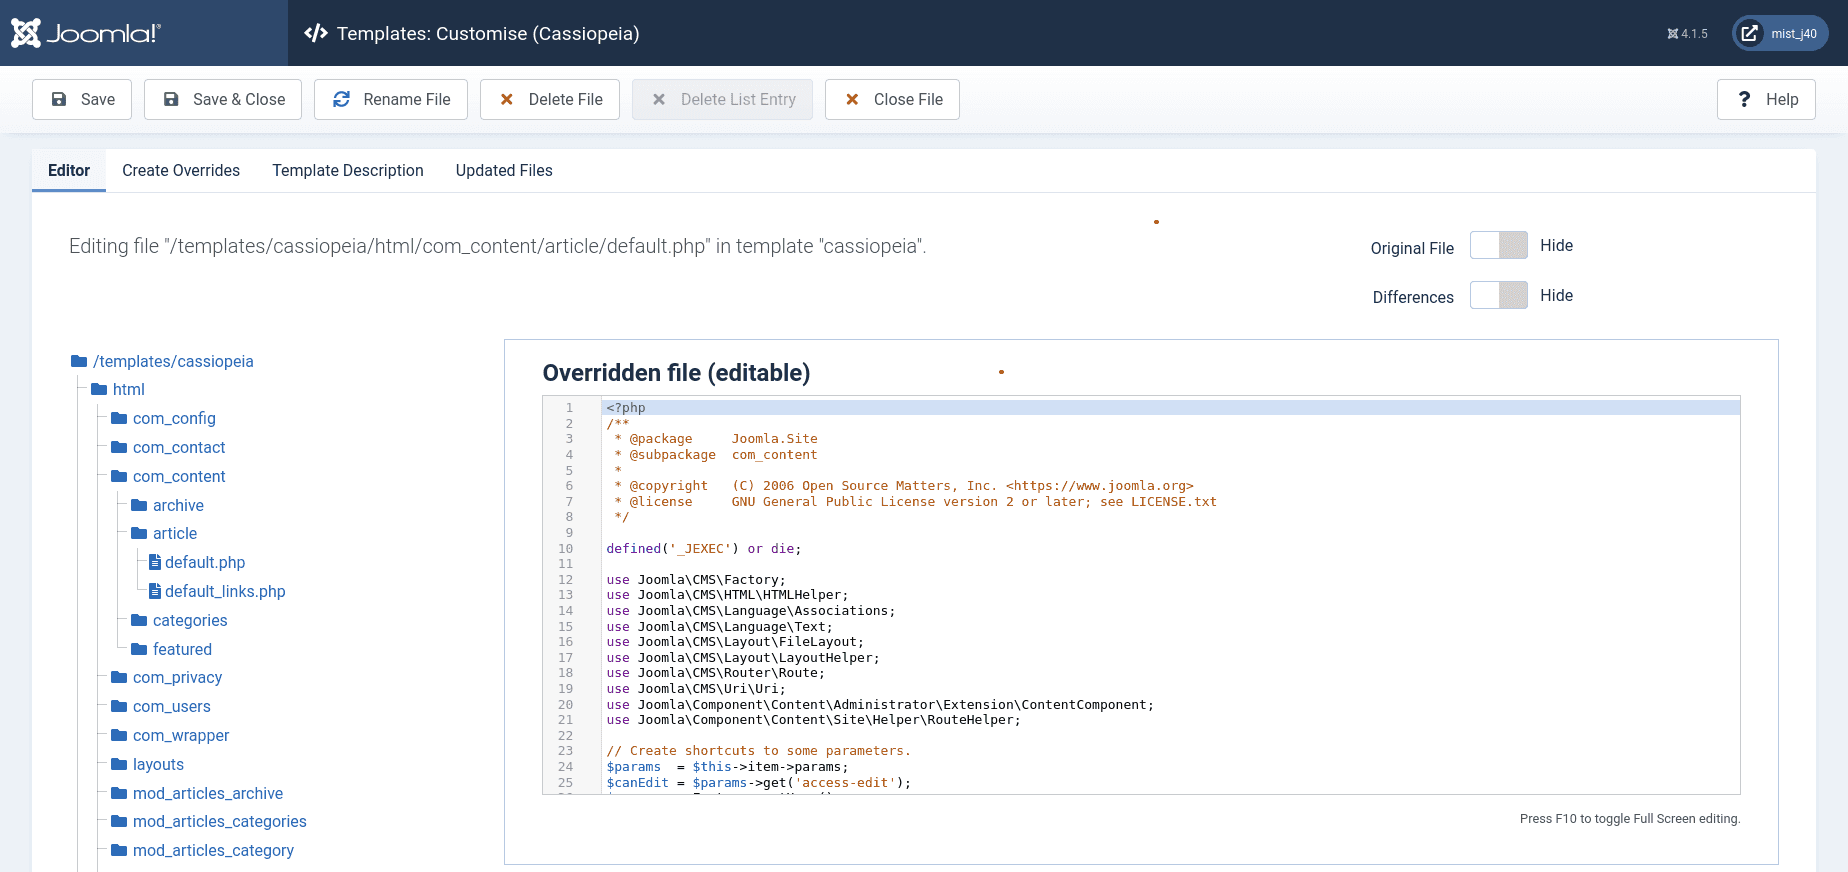 Joomla!®
Templates: Customise (Cassiopeia)
4.1.5
mist_j40
Save
Save & Close
Rename File
Delete File
Delete List Entry
Close File
Help
Editor
Create Overrides
Template Description
Updated Files
Editing file "/templates/cassiopeia/html/com_content/article/default.php" in template "cassiopeia".
Original File
Hide
Differences
Hide
/templates/cassiopeia
html
com_config
com_contact
com_content
archive
article
default.php
default_links.php
categories
featured
com_privacy
com_users
com_wrapper
layouts
mod_articles_archive
mod_articles_categories
mod_articles_category
Overridden file (editable)
1 <?php
2 /**
3  * @package     Joomla.Site
4  * @subpackage  com_content
5  *
6  * @copyright   (C) 2006 Open Source Matters, Inc. <https://www.joomla.org>
7  * @license     GNU General Public License version 2 or later; see LICENSE.txt
8  */
9
10 defined('_JEXEC') or die;
11
12 use Joomla\CMS\Factory;
13 use Joomla\CMS\HTML\HTMLHelper;
14 use Joomla\CMS\Language\Associations;
15 use Joomla\CMS\Language\Text;
16 use Joomla\CMS\Layout\FileLayout;
17 use Joomla\CMS\Layout\LayoutHelper;
18 use Joomla\CMS\Router\Route;
19 use Joomla\CMS\Uri\Uri;
20 use Joomla\Component\Content\Administrator\Extension\ContentComponent;
21 use Joomla\Component\Content\Site\Helper\RouteHelper;
22
23 // Create shortcuts to some parameters.
24 $params  = $this->item->params;
25 $canEdit = $params->get('access-edit');
Press F10 to toggle Full Screen editing.